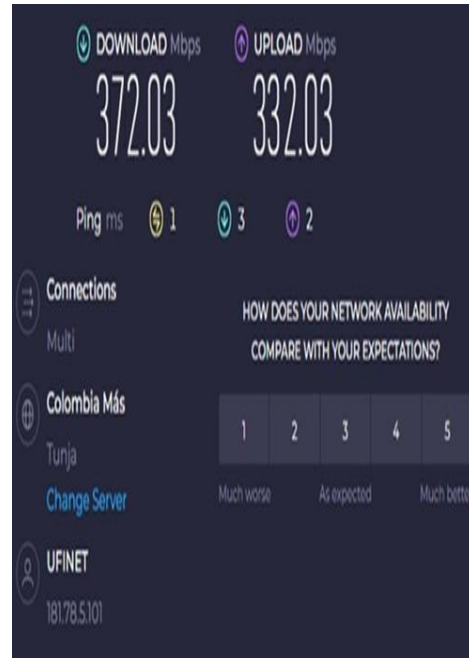 DOWNLOAD Mbps UPLOAD Mbps
372.03 332.03
Ping ms 1 3 2
Connections
Multi
HOW DOES YOUR NETWORK AVAILABILITY
COMPARE WITH YOUR EXPECTATIONS?
Colombia Más
Tunja
Change Server
1 2 3 4 5
Much worse As expected Much better
UFINET
181.78.5.101